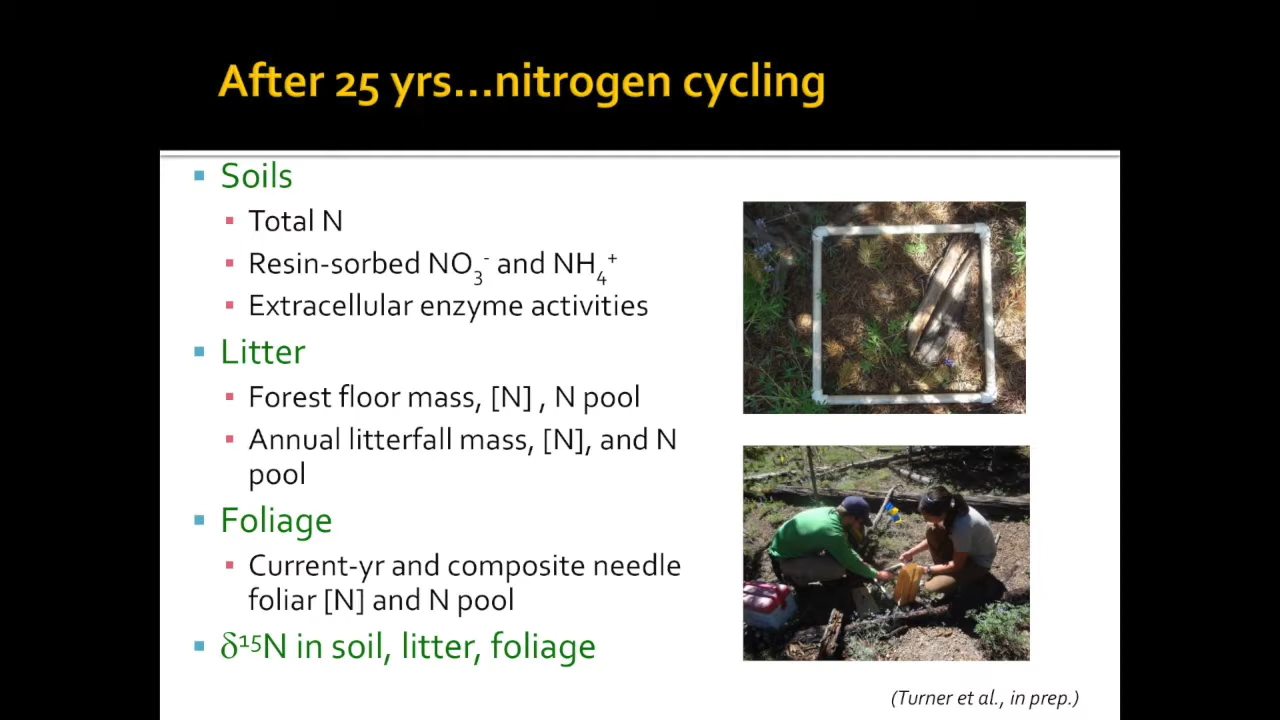 After 25 yrs...nitrogen cycling
▪ Soils
▪ Total N
▪ Resin-sorbed NO₃⁻ and NH₄⁺
▪ Extracellular enzyme activities
▪ Litter
▪ Forest floor mass, [N] , N pool
▪ Annual litterfall mass, [N], and N
pool
▪ Foliage
▪ Current-yr and composite needle
foliar [N] and N pool
▪ δ¹⁵N in soil, litter, foliage
(Turner et al., in prep.)